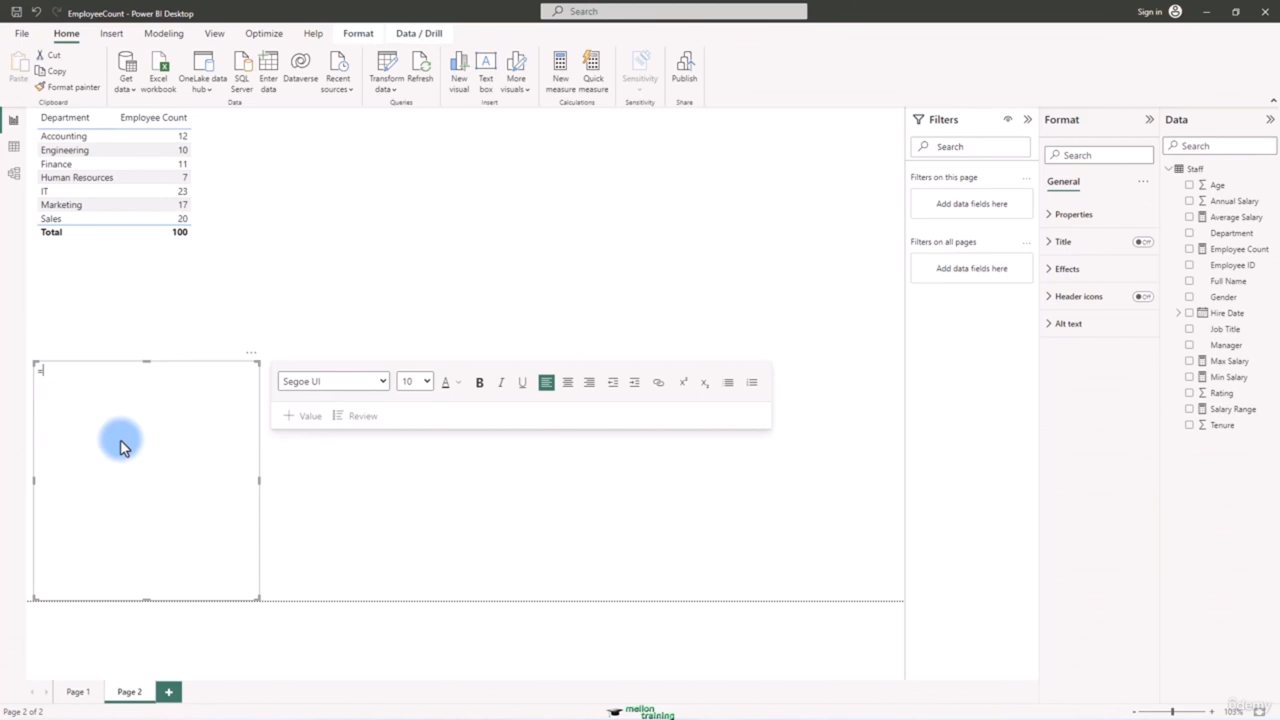 EmployeeCount - Power BI Desktop
Search
Sign in
File
Home
Insert
Modeling
View
Optimize
Help
Format
Data / Drill
Paste
Cut
Copy
Format painter
Clipboard
Get data
Excel workbook
OneLake data hub
SQL Server
Enter data
Dataverse
Recent sources
Data
Transform data
Refresh
Queries
New visual
Text box
More visuals
Insert
New measure
Quick measure
Calculations
Sensitivity
Sensitivity
Publish
Share
Department Employee Count
Accounting 12
Engineering 10
Finance 11
Human Resources 7
IT 23
Marketing 17
Sales 20
Total 100
=
Segoe UI
10
A B I U
+ Value
Review
Filters
Search
Filters on this page ...
Add data fields here
Filters on all pages ...
Add data fields here
Format
Search
General ...
Properties
Title Off
Effects
Header icons Off
Alt text
Data
Search
Staff
Age
Annual Salary
Average Salary
Department
Employee Count
Employee ID
Full Name
Gender
Hire Date
Job Title
Manager
Max Salary
Min Salary
Rating
Salary Range
Tenure
Page 1
Page 2
+
Page 2 of 2
mellon training
- + 103%
ûdemy